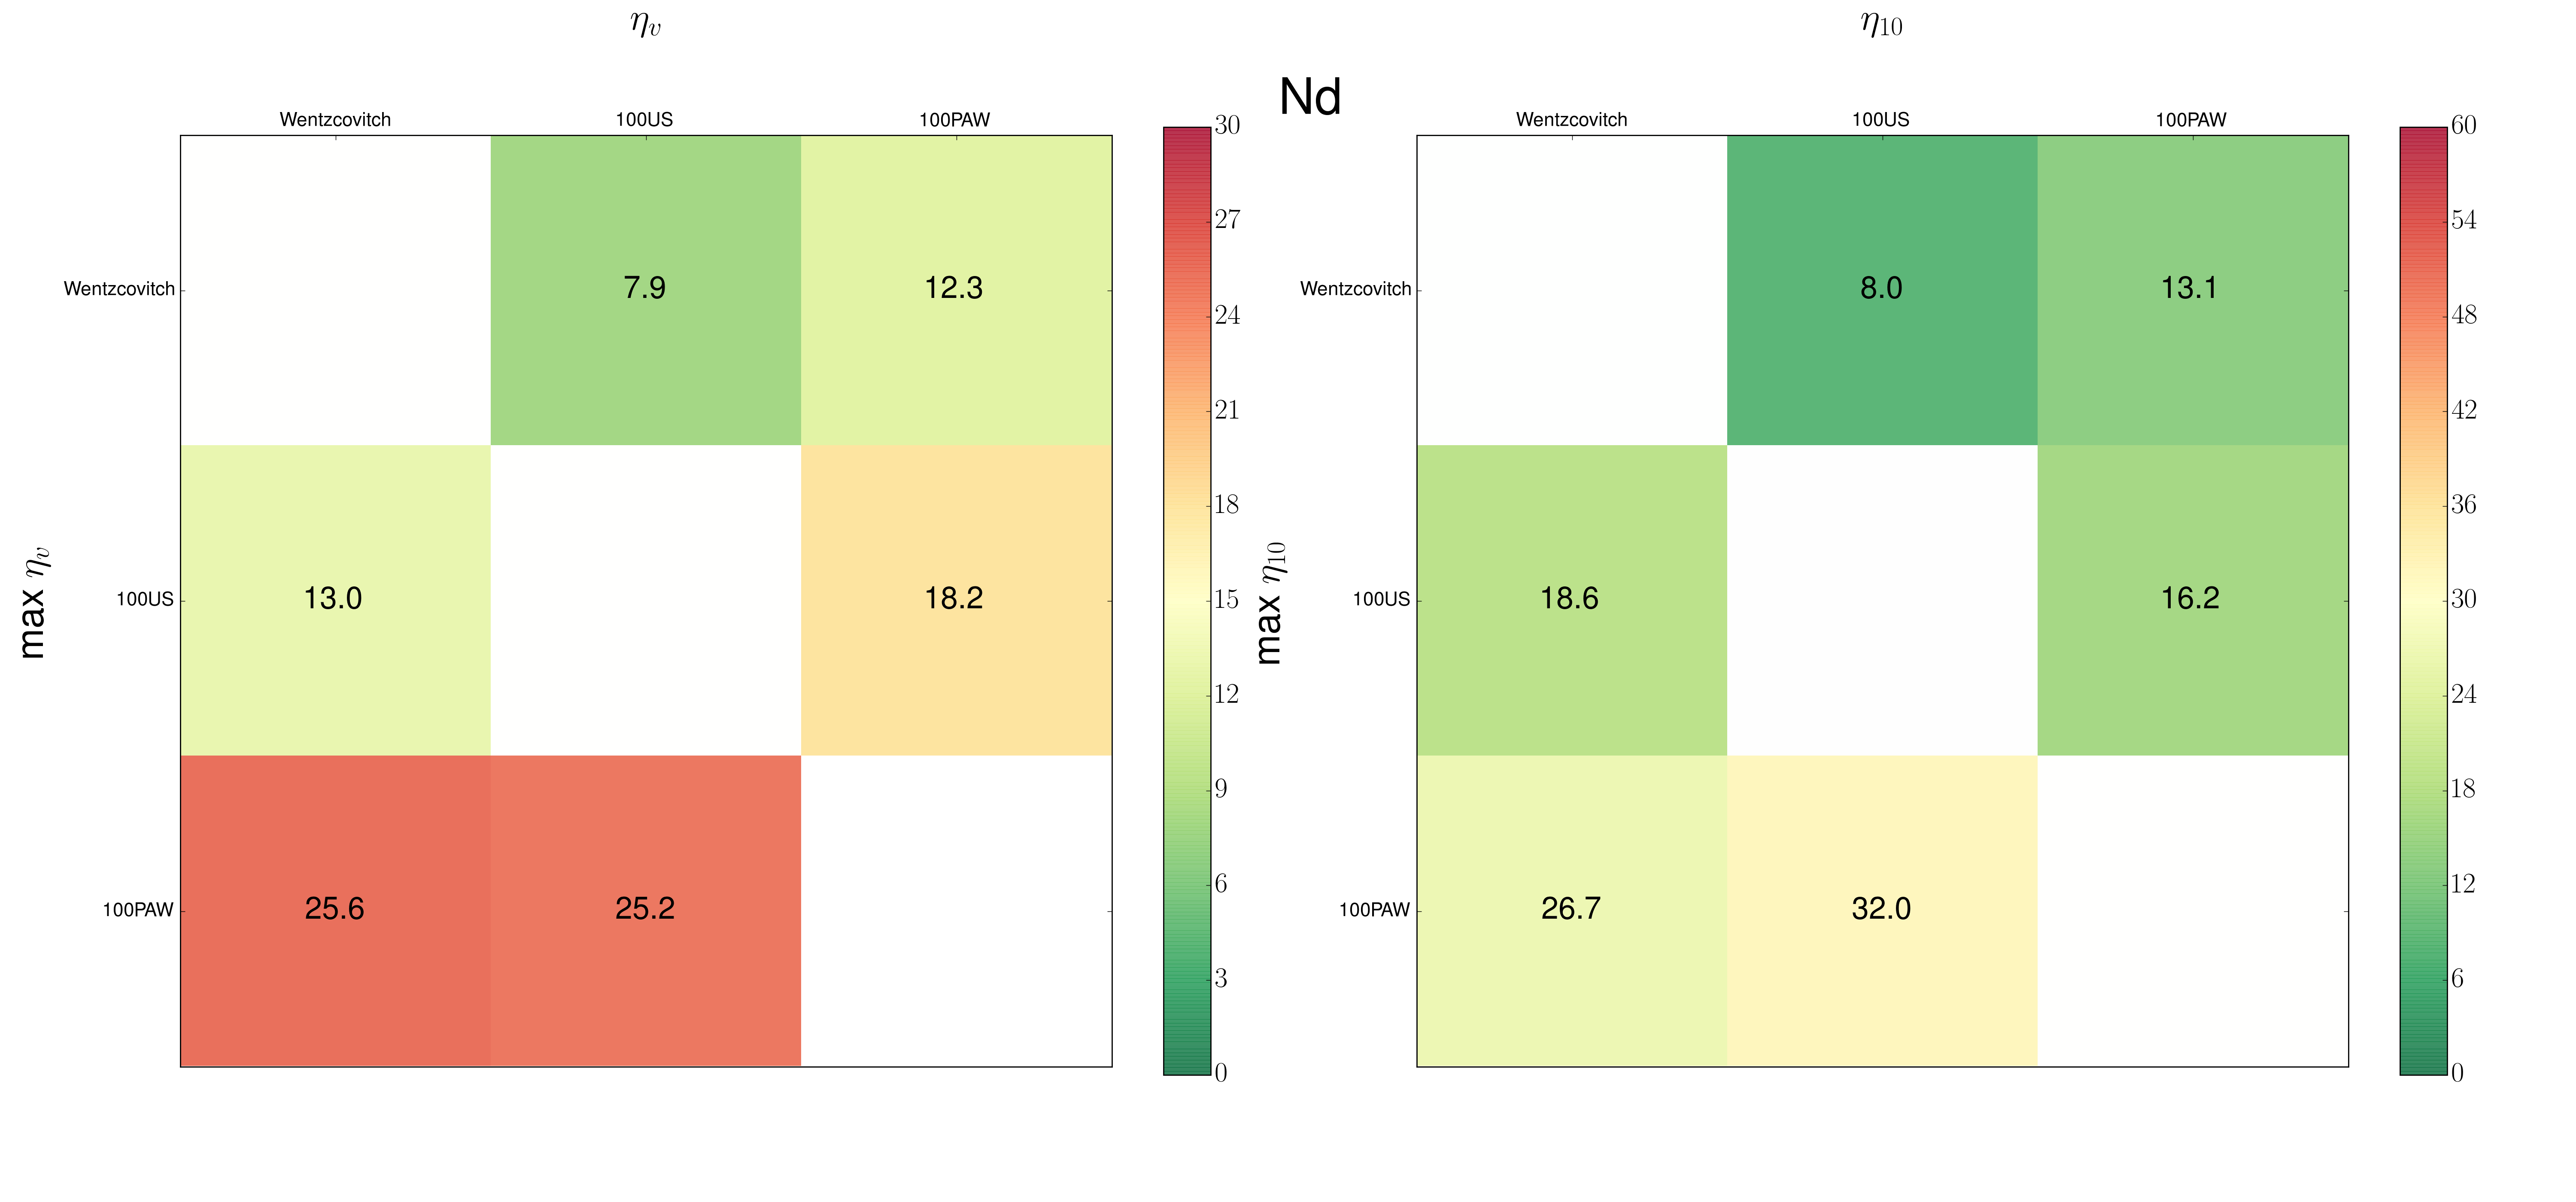 η_v
η_10
Nd
Wentzcovitch 100US 100PAW
Wentzcovitch 7.9 12.3
100US 13.0 18.2
100PAW 25.6 25.2
max η_v
30
27
24
21
18
15
12
9
6
3
0
Wentzcovitch 100US 100PAW
Wentzcovitch 8.0 13.1
100US 18.6 16.2
100PAW 26.7 32.0
max η_10
60
54
48
42
36
30
24
18
12
6
0